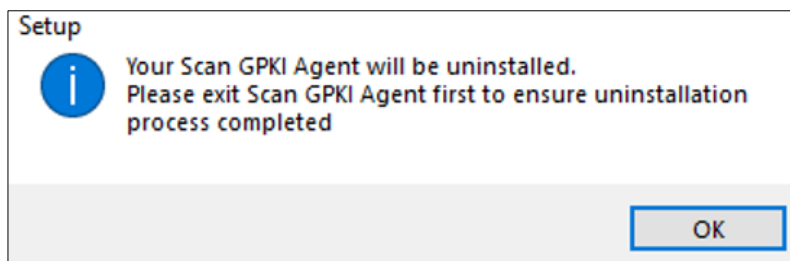 Setup
Your Scan GPKI Agent will be uninstalled.
Please exit Scan GPKI Agent first to ensure uninstallation
process completed
OK